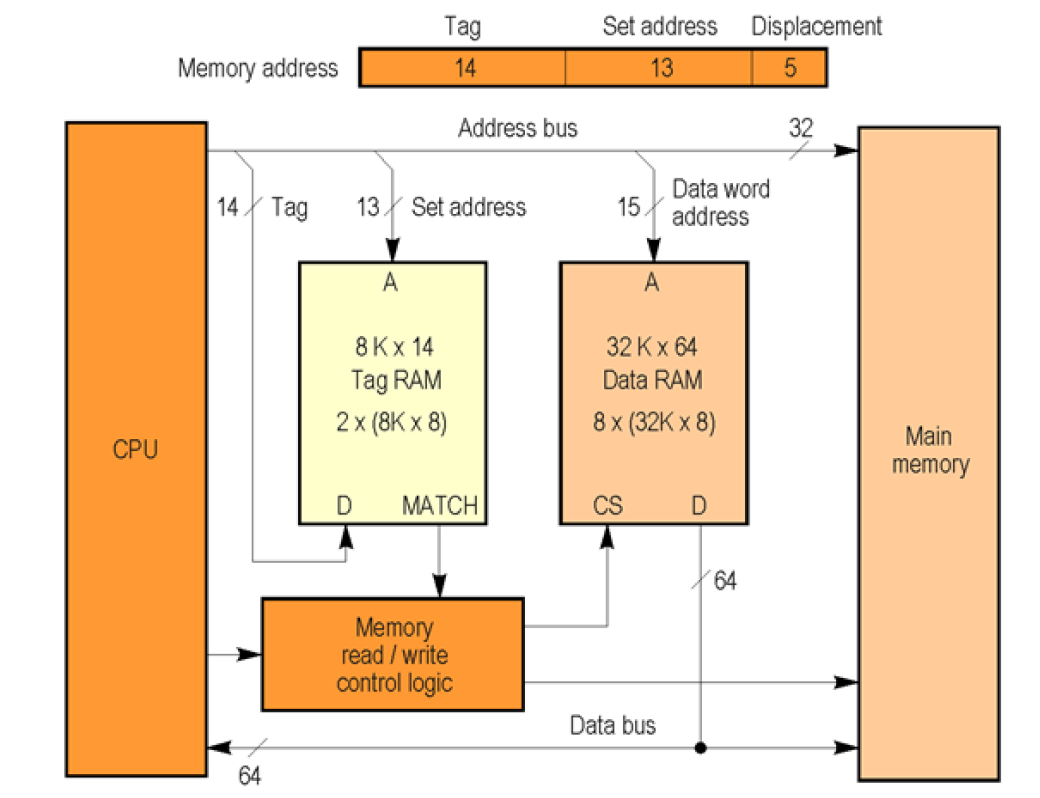 Tag Set address Displacement
Memory address 14 13 5
Address bus 32
14 Tag 13 Set address 15 Data word
address
A A
8 K x 14 32 K x 64
Tag RAM Data RAM
2 x (8K x 8) 8 x (32K x 8)
CPU Main
memory
D MATCH CS D
64
Memory
read / write
control logic
Data bus
64